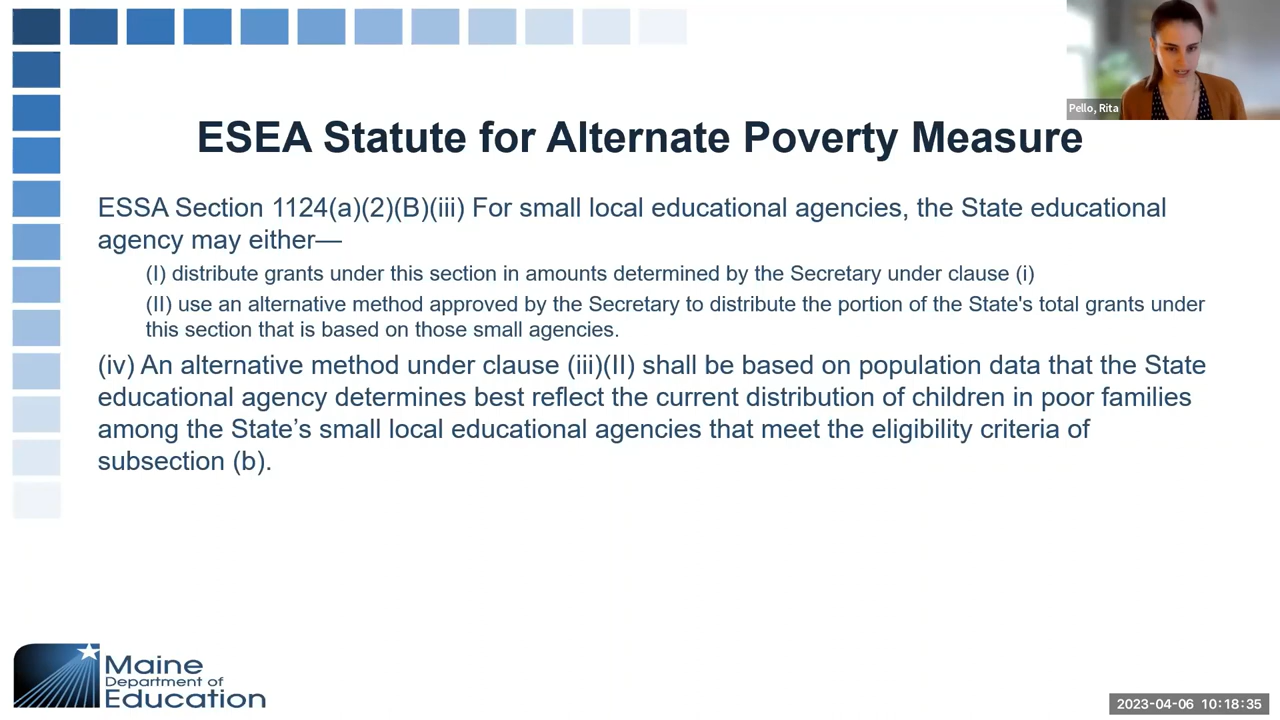 Pello, Rita
ESEA Statute for Alternate Poverty Measure
ESSA Section 1124(a)(2)(B)(iii) For small local educational agencies, the State educational
agency may either—
(I) distribute grants under this section in amounts determined by the Secretary under clause (i)
(II) use an alternative method approved by the Secretary to distribute the portion of the State's total grants under
this section that is based on those small agencies.
(iv) An alternative method under clause (iii)(II) shall be based on population data that the State
educational agency determines best reflect the current distribution of children in poor families
among the State’s small local educational agencies that meet the eligibility criteria of
subsection (b).
Maine
Department of
Education
2023-04-06 10:18:35